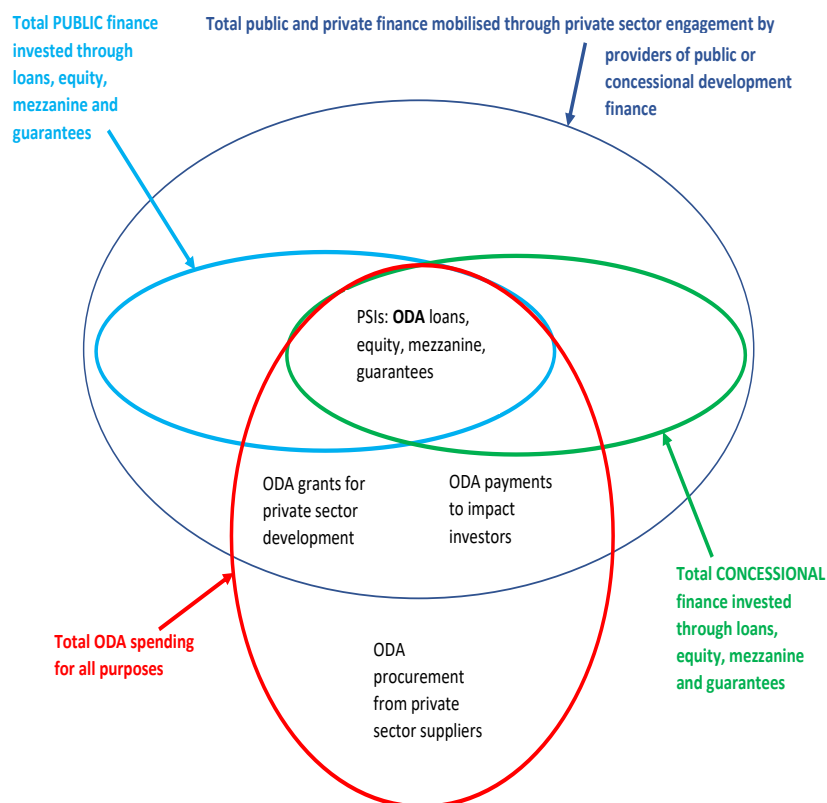 Total PUBLIC finance
invested through
loans, equity,
mezzanine and
guarantees
Total public and private finance mobilised through private sector engagement by
providers of public or
concessional development
finance
PSIs: ODA loans,
equity, mezzanine,
guarantees
ODA grants for
private sector
development
ODA payments
to impact
investors
Total CONCESSIONAL
finance invested
through loans,
equity, mezzanine
and guarantees
Total ODA spending
for all purposes
ODA
procurement
from private
sector suppliers